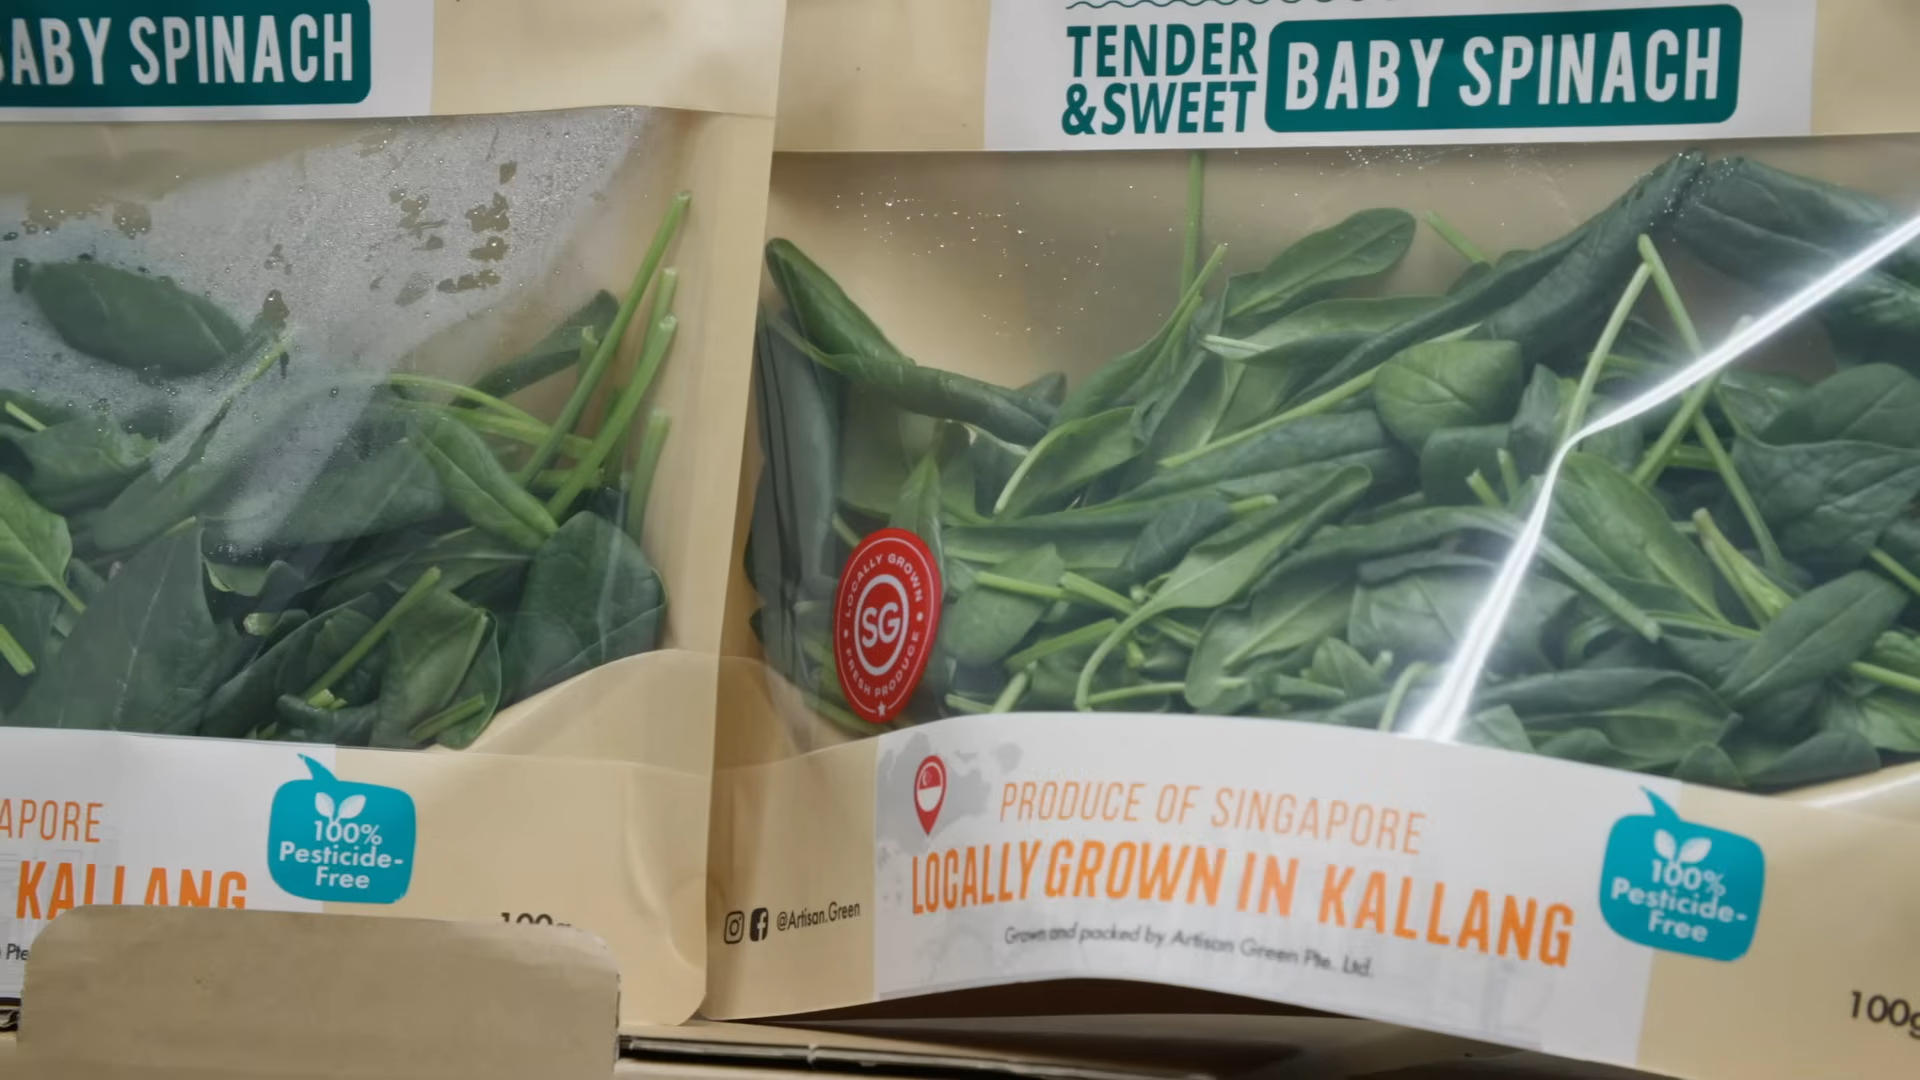 BABY SPINACH
APORE
KALLANG
100%
Pesticide-
Free
100g
TENDER
&SWEET
BABY SPINACH
LOCALLY GROWN
SG
FRESH PRODUCE
PRODUCE OF SINGAPORE
LOCALLY GROWN IN KALLANG
Grown and packed by Artisan Green Pte. Ltd.
@Artisan.Green
100%
Pesticide-
Free
100g